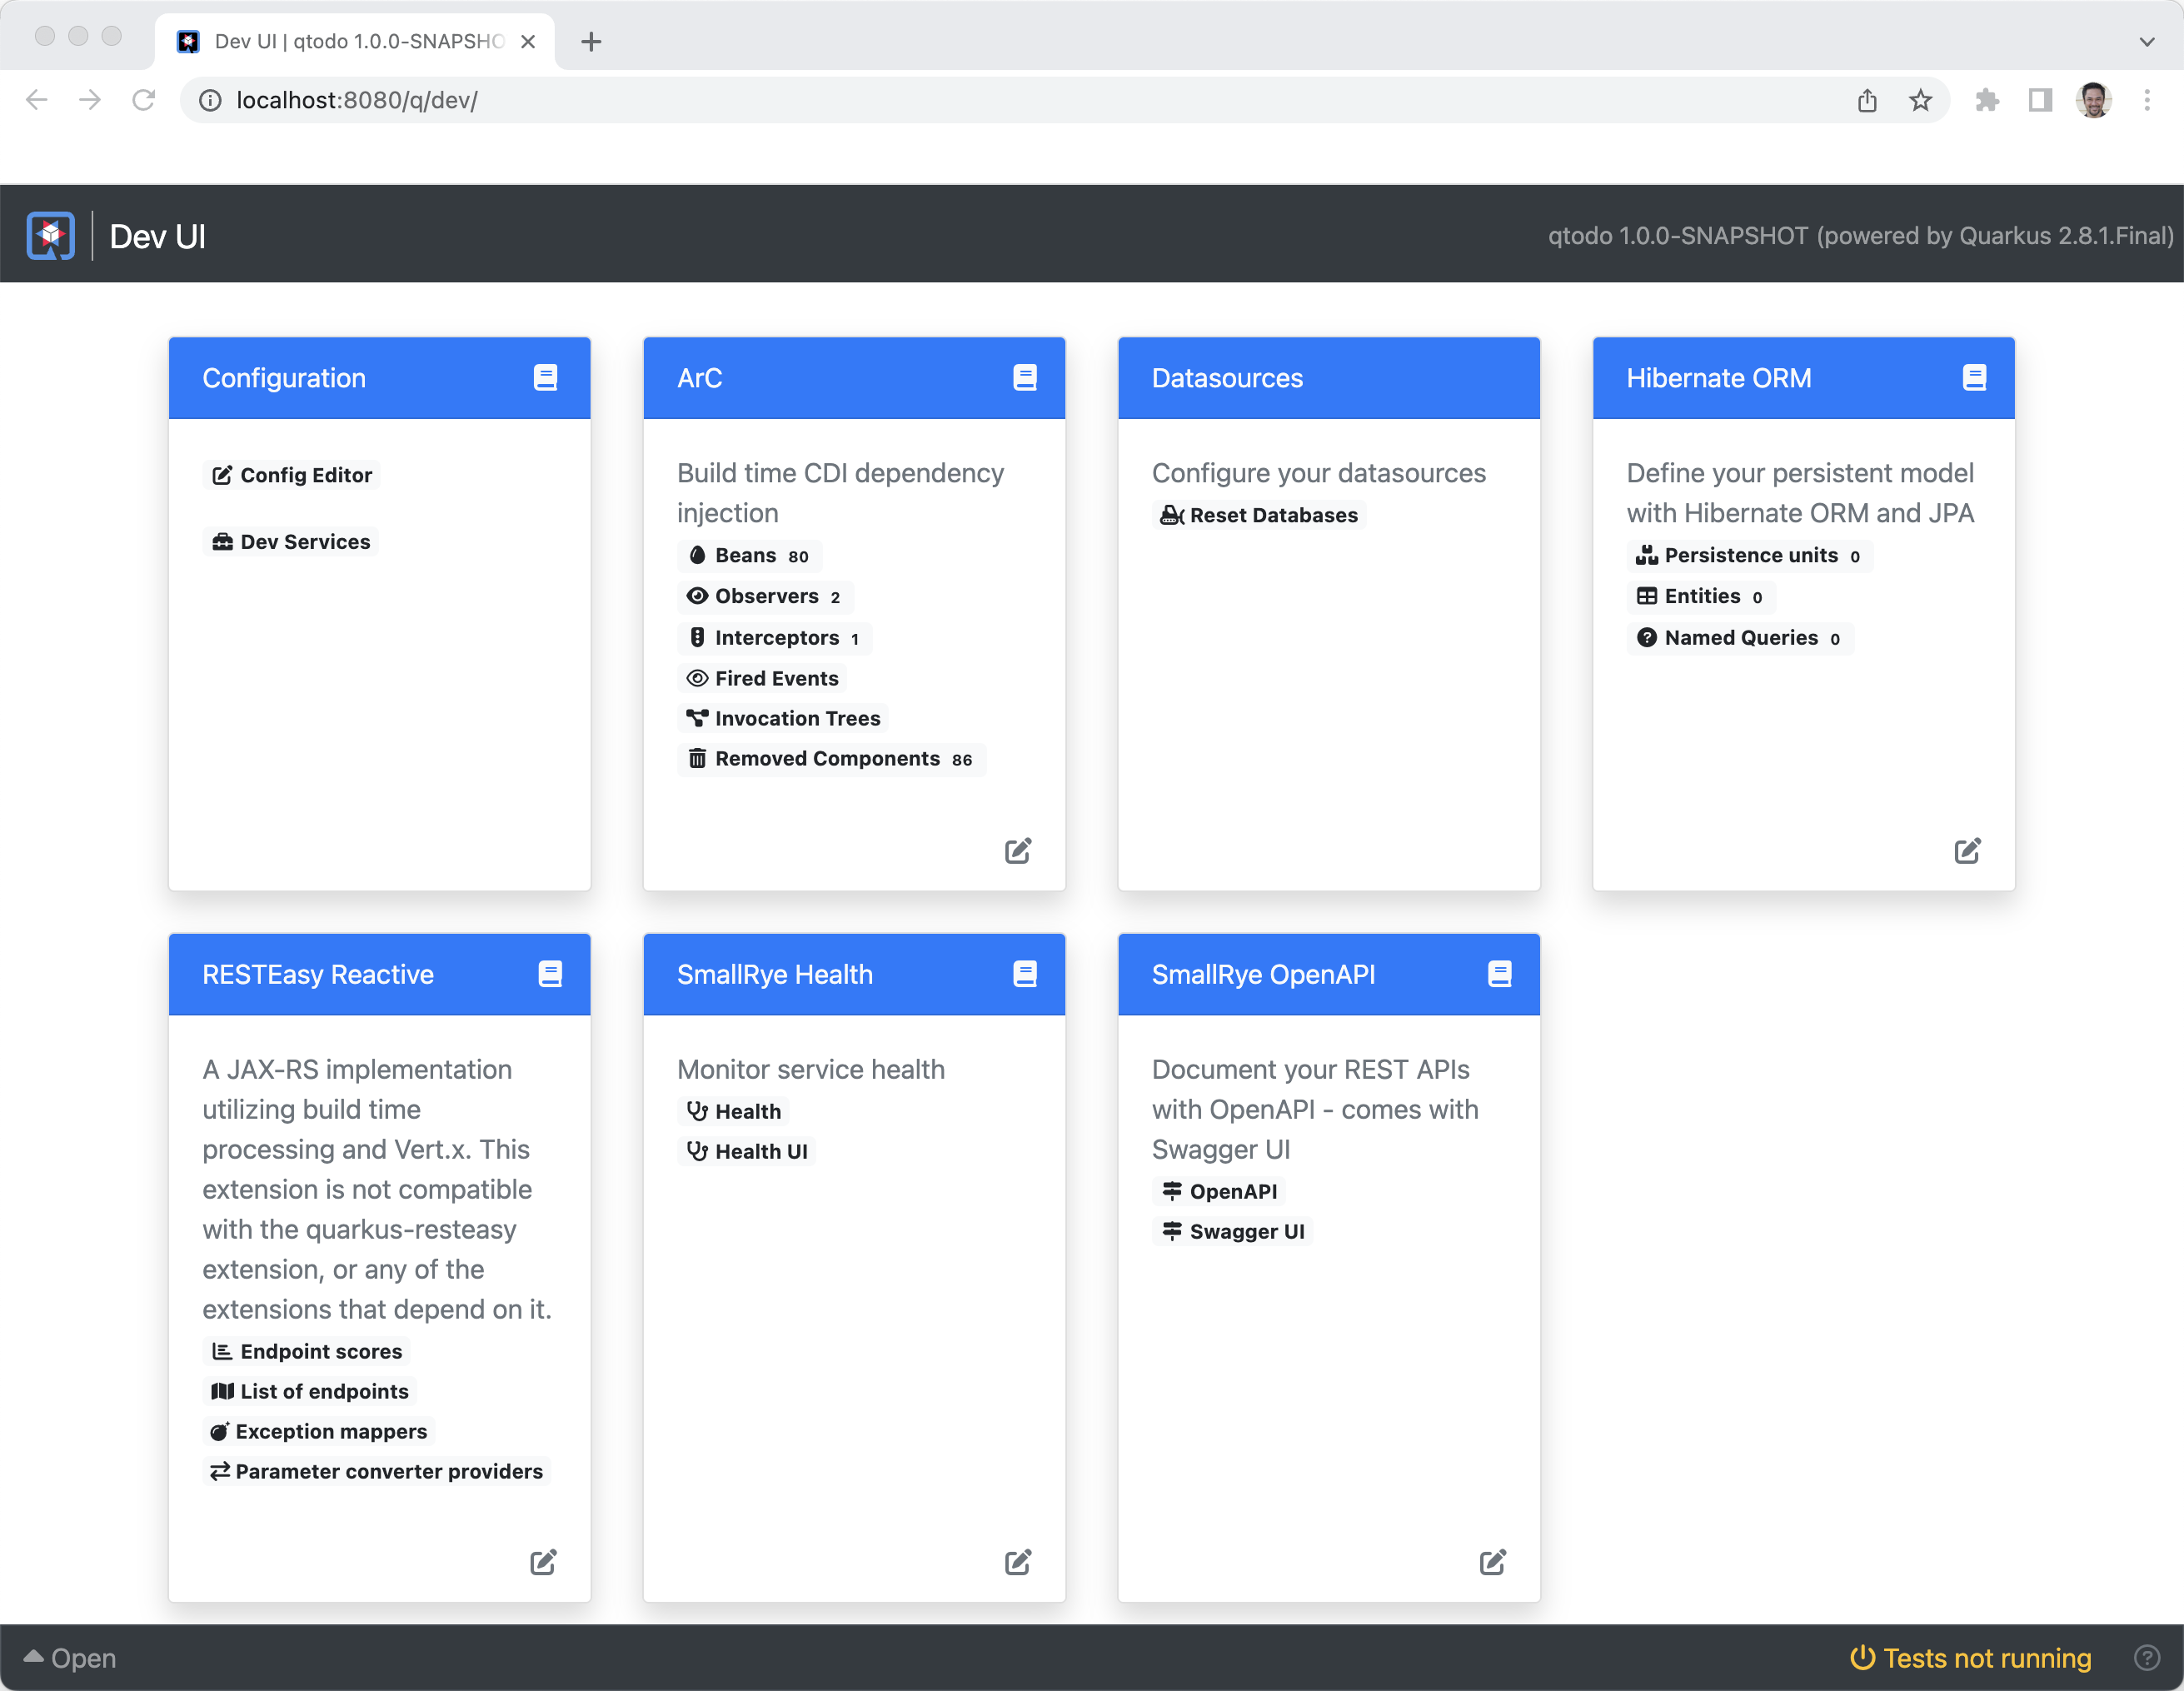 Dev UI | qtodo 1.0.0-SNAPSHO
localhost:8080/q/dev/
Dev UI
qtodo 1.0.0-SNAPSHOT (powered by Quarkus 2.8.1.Final)
Configuration
Config Editor
Dev Services
ArC
Build time CDI dependency
injection
Beans 80
Observers 2
Interceptors 1
Fired Events
Invocation Trees
Removed Components 86
Datasources
Configure your datasources
Reset Databases
Hibernate ORM
Define your persistent model
with Hibernate ORM and JPA
Persistence units 0
Entities 0
Named Queries 0
RESTEasy Reactive
A JAX-RS implementation
utilizing build time
processing and Vert.x. This
extension is not compatible
with the quarkus-resteasy
extension, or any of the
extensions that depend on it.
Endpoint scores
List of endpoints
Exception mappers
Parameter converter providers
SmallRye Health
Monitor service health
Health
Health UI
SmallRye OpenAPI
Document your REST APIs
with OpenAPI - comes with
Swagger UI
OpenAPI
Swagger UI
Open
Tests not running